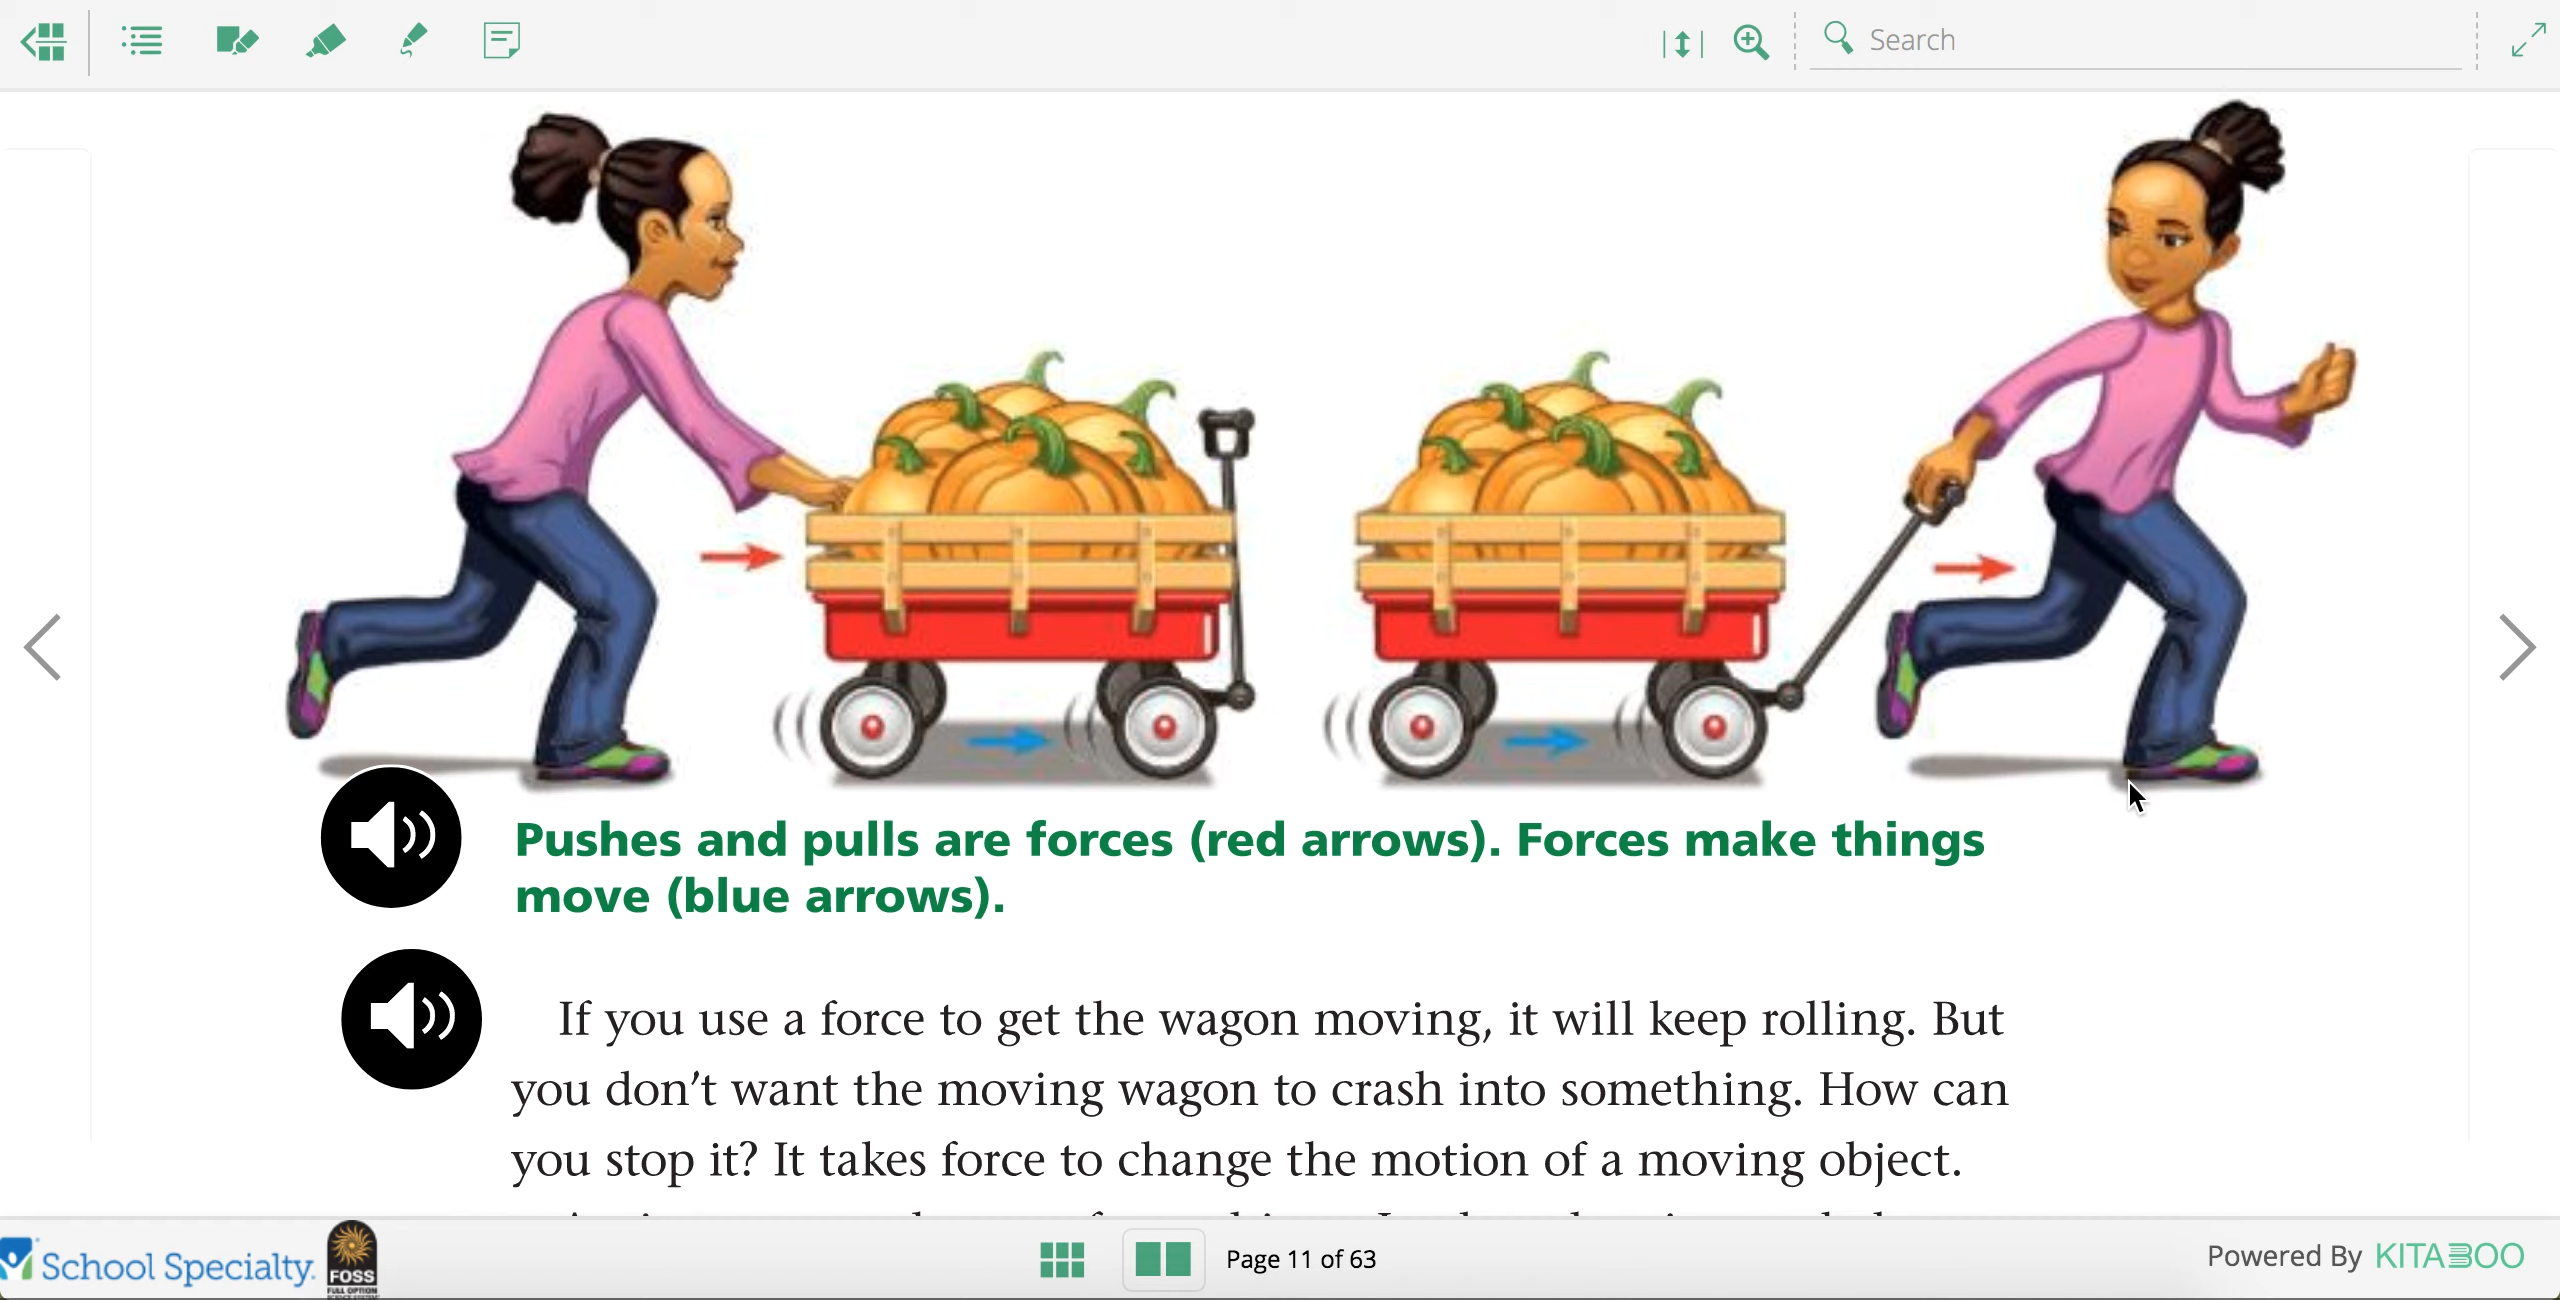 Search
Pushes and pulls are forces (red arrows). Forces make things
move (blue arrows).
If you use a force to get the wagon moving, it will keep rolling. But
you don’t want the moving wagon to crash into something. How can
you stop it? It takes force to change the motion of a moving object.
School Specialty.
FOSS
FULL OPTION
Page 11 of 63
Powered By KITABOO